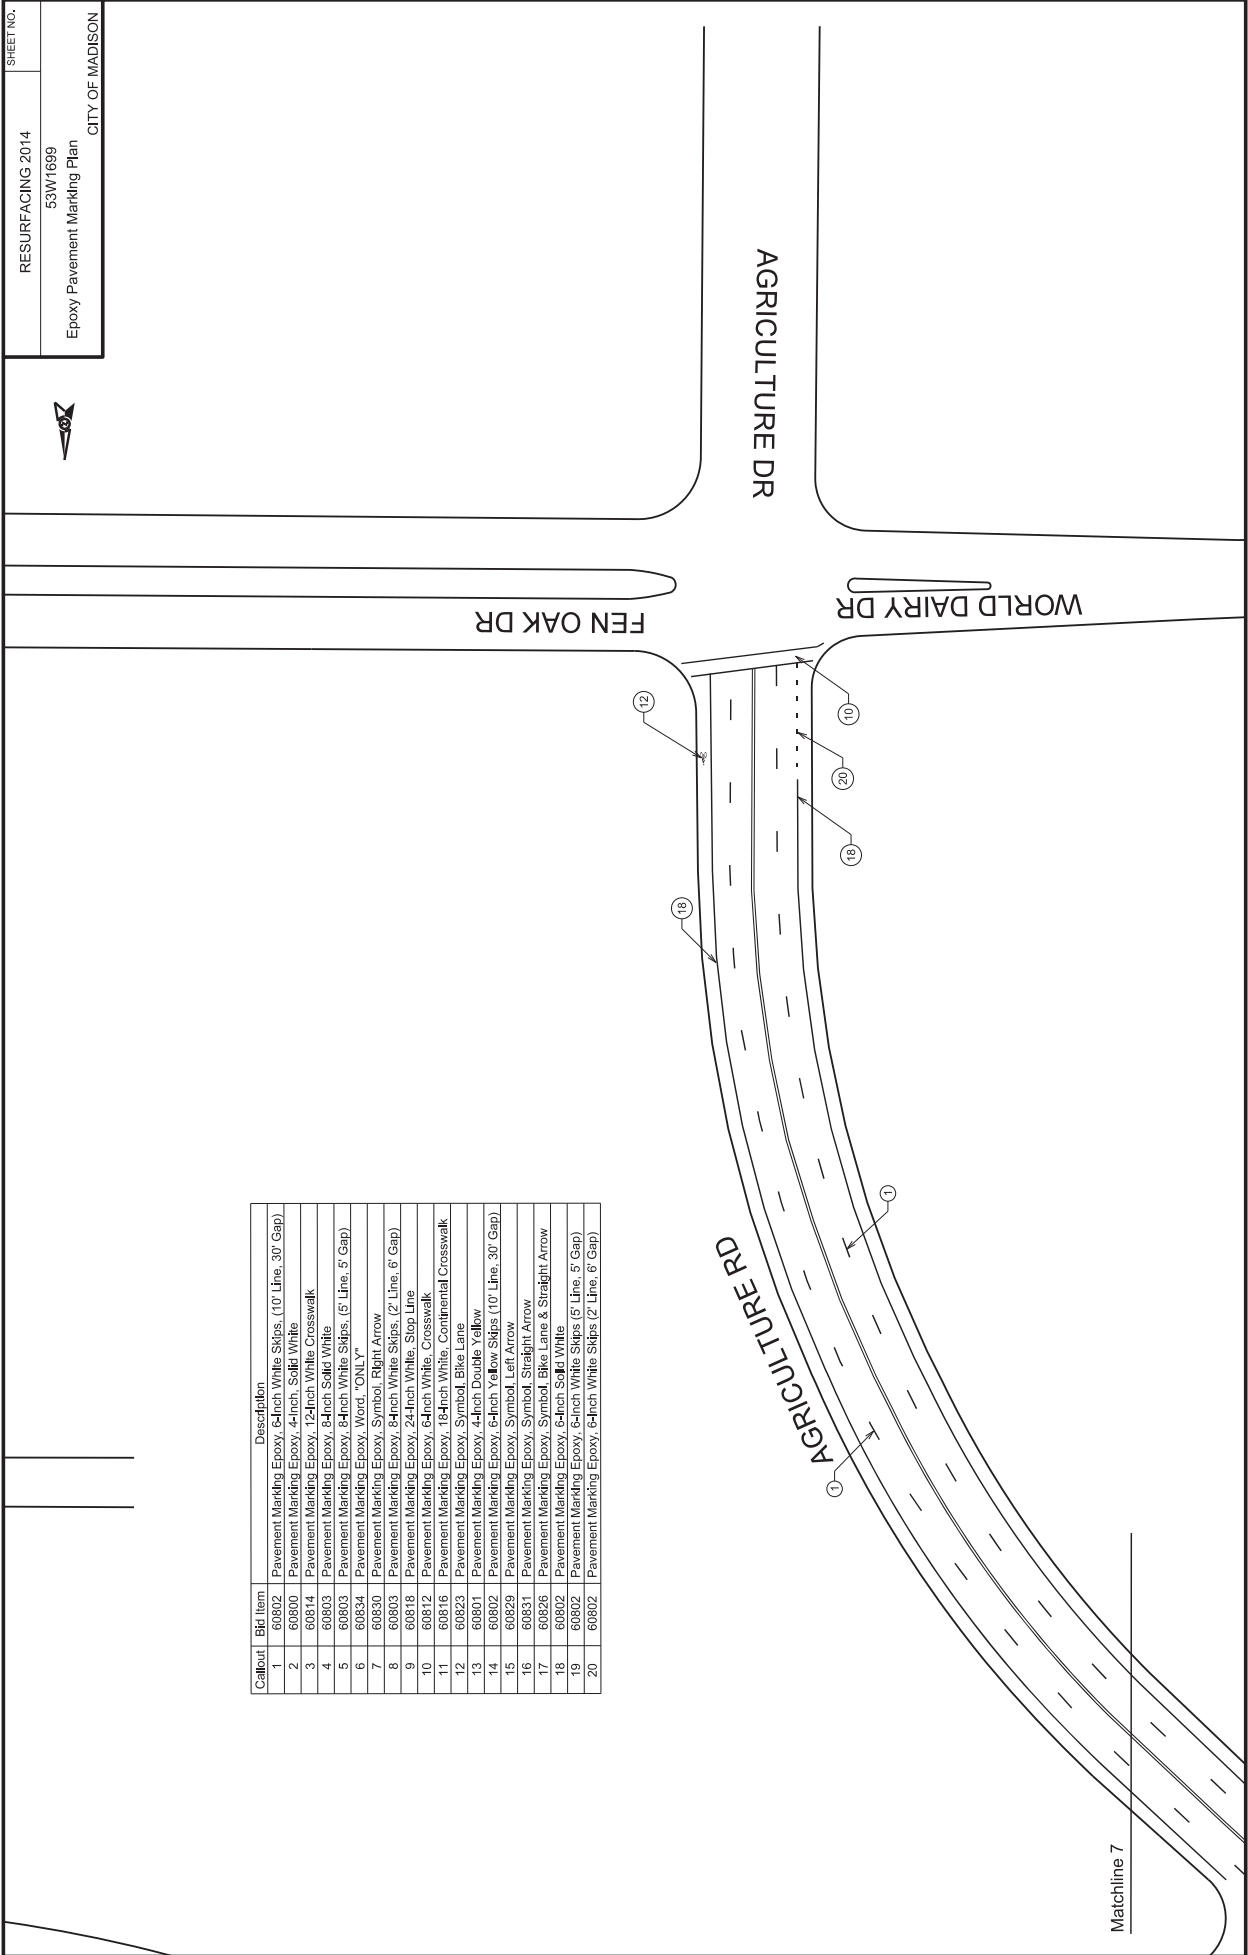 SHEET NO.
RESURFACING 2014
53W1699
Epoxy Pavement Marking Plan
CITY OF MADISON
AGRICULTURE DR
FEN OAK DR
WORLD DAIRY DR
12
10
20
18
18
1
1
AGRICULTURE RD
Matchline 7
Callout Bid Item Description
1 60802 Pavement Marking Epoxy, 6-Inch White Skips, (10' Line, 30' Gap)
2 60800 Pavement Marking Epoxy, 4-Inch, Solid White
3 60814 Pavement Marking Epoxy, 12-Inch White Crosswalk
4 60803 Pavement Marking Epoxy, 8-Inch Solid White
5 60803 Pavement Marking Epoxy, 8-Inch White Skips, (5' Line, 5' Gap)
6 60834 Pavement Marking Epoxy, Word, "ONLY"
7 60830 Pavement Marking Epoxy, Symbol, Right Arrow
8 60803 Pavement Marking Epoxy, 8-Inch White Skips, (2' Line, 6' Gap)
9 60818 Pavement Marking Epoxy, 24-Inch White, Stop Line
10 60812 Pavement Marking Epoxy, 6-Inch White, Crosswalk
11 60816 Pavement Marking Epoxy, 18-Inch White, Continental Crosswalk
12 60823 Pavement Marking Epoxy, Symbol, Bike Lane
13 60801 Pavement Marking Epoxy, 4-Inch Double Yellow
14 60802 Pavement Marking Epoxy, 6-Inch Yellow Skips (10' Line, 30' Gap)
15 60829 Pavement Marking Epoxy, Symbol, Left Arrow
16 60831 Pavement Marking Epoxy, Symbol, Straight Arrow
17 60826 Pavement Marking Epoxy, Symbol, Bike Lane & Straight Arrow
18 60802 Pavement Marking Epoxy, 6-Inch Solid White
19 60802 Pavement Marking Epoxy, 6-Inch White Skips (5' Line, 5' Gap)
20 60802 Pavement Marking Epoxy, 6-Inch White Skips (2' Line, 6' Gap)